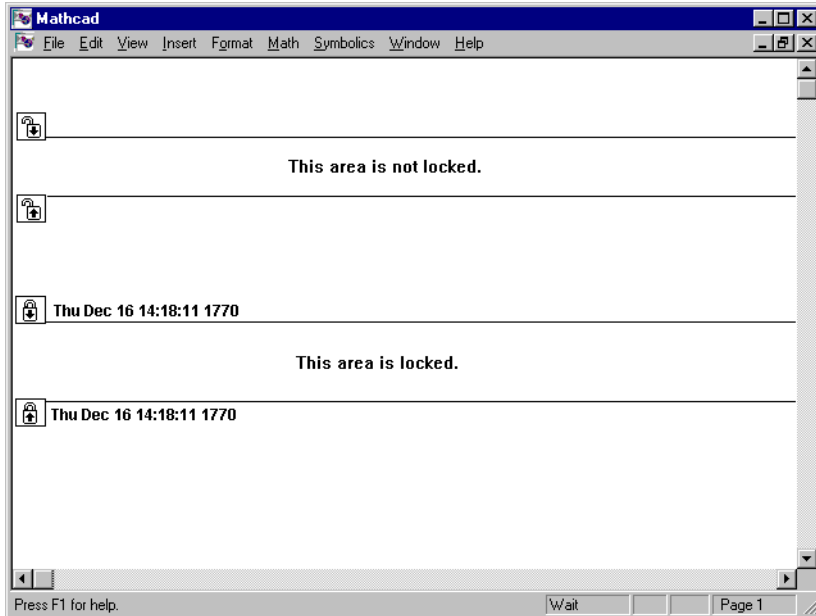 Mathcad
File Edit View Insert Format Math Symbolics Window Help
This area is not locked.
Thu Dec 16 14:18:11 1770
This area is locked.
Thu Dec 16 14:18:11 1770
Press F1 for help. Wait Page 1